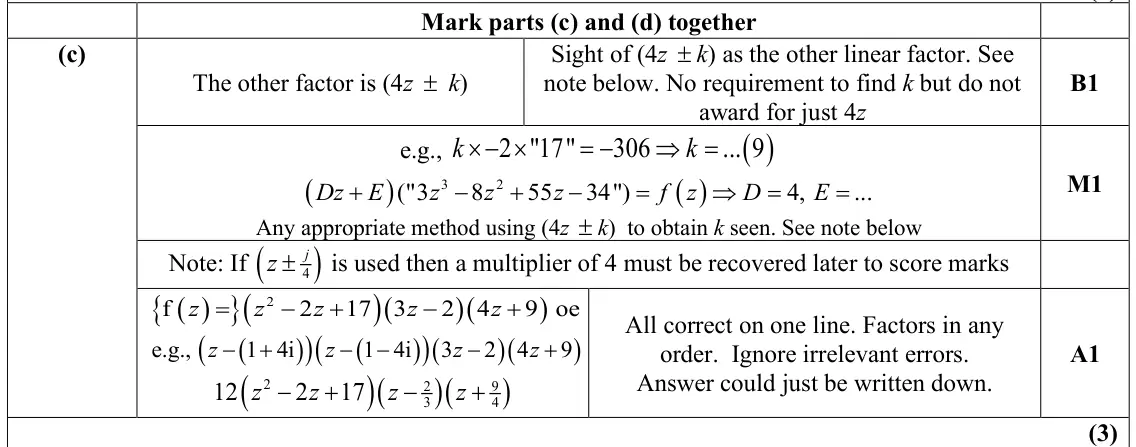 Mark parts (c) and (d) together
(c)
The other factor is (4z ± k)
Sight of (4z ± k) as the other linear factor. See
note below. No requirement to find k but do not
award for just 4z
B1
e.g., k × −2 × "17" = −306 ⇒ k = ... (9)
(Dz + E)("3z³ − 8z² + 55z − 34") = f(z) ⇒ D = 4, E = ...
Any appropriate method using (4z ± k) to obtain k seen. See note below
M1
Note: If (z ± j/4) is used then a multiplier of 4 must be recovered later to score marks
{f(z) =}(z² − 2z + 17)(3z − 2)(4z + 9) oe
e.g., (z − (1 + 4i))(z − (1 − 4i))(3z − 2)(4z + 9)
12(z² − 2z + 17)(z − 2/3)(z + 9/4)
All correct on one line. Factors in any
order. Ignore irrelevant errors.
Answer could just be written down.
A1
(3)